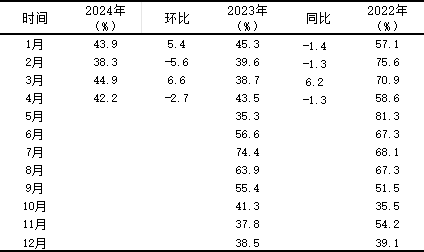 时间 2024年（%） 环比 2023年（%） 同比 2022年（%）
1月 43.9 5.4 45.3 -1.4 57.1
2月 38.3 -5.6 39.6 -1.3 75.6
3月 44.9 6.6 38.7 6.2 70.9
4月 42.2 -2.7 43.5 -1.3 58.6
5月 35.3 81.3
6月 56.6 67.3
7月 74.4 68.1
8月 63.9 67.3
9月 55.4 51.5
10月 41.3 35.5
11月 37.8 54.2
12月 38.5 39.1